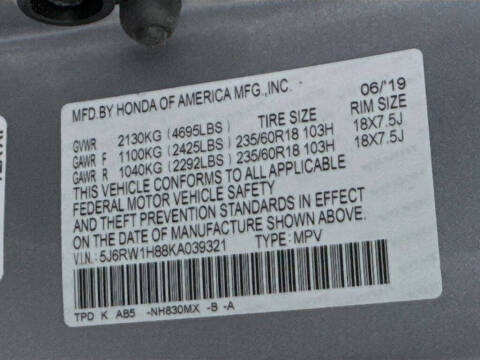 MFD.BY HONDA OF AMERICA MFG.,INC. 06/'19
TIRE SIZE RIM SIZE
GVWR 2130KG (4695LBS)
GAWR F 1100KG (2425LBS) 235/60R18 103H 18X7.5J
GAWR R 1040KG (2292LBS) 235/60R18 103H 18X7.5J
THIS VEHICLE CONFORMS TO ALL APPLICABLE
FEDERAL MOTOR VEHICLE SAFETY
AND THEFT PREVENTION STANDARDS IN EFFECT
ON THE DATE OF MANUFACTURE SHOWN ABOVE.
V.I.N.: 5J6RW1H88KA039321 TYPE: MPV
TPD K AB5 -NH830MX -B -A